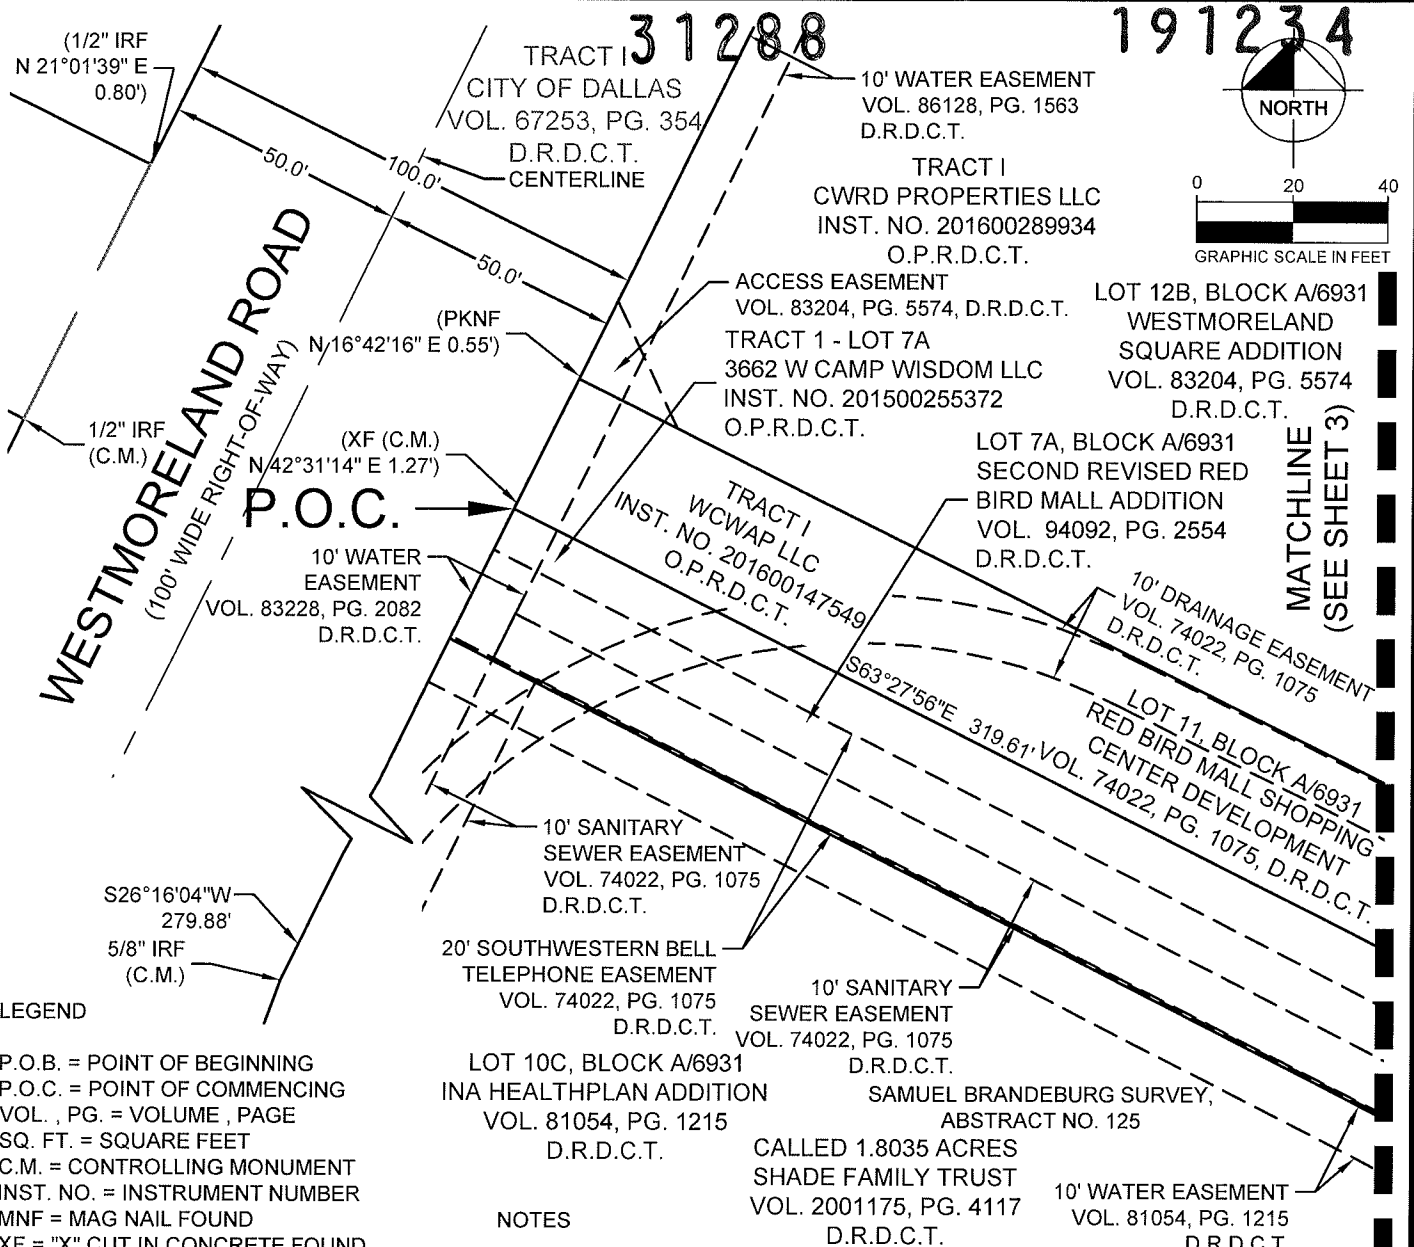 31288
191234
(1/2" IRF
N 21°01'39" E
0.80')
TRACT I
CITY OF DALLAS
VOL. 67253, PG. 354
D.R.D.C.T.
CENTERLINE
50.0'
100.0'
50.0'
10' WATER EASEMENT
VOL. 86128, PG. 1563
D.R.D.C.T.
NORTH
0 20 40
GRAPHIC SCALE IN FEET
TRACT I
CWRD PROPERTIES LLC
INST. NO. 201600289934
O.P.R.D.C.T.
ACCESS EASEMENT
VOL. 83204, PG. 5574, D.R.D.C.T.
LOT 12B, BLOCK A/6931
WESTMORELAND
SQUARE ADDITION
VOL. 83204, PG. 5574
D.R.D.C.T.
(PKNF
N 16°42'16" E 0.55')
TRACT 1 - LOT 7A
3662 W CAMP WISDOM LLC
INST. NO. 201500255372
O.P.R.D.C.T.
WESTMORELAND ROAD
(100' WIDE RIGHT-OF-WAY)
1/2" IRF
(C.M.)
(XF (C.M.)
N 42°31'14" E 1.27')
P.O.C.
LOT 7A, BLOCK A/6931
SECOND REVISED RED
BIRD MALL ADDITION
VOL. 94092, PG. 2554
D.R.D.C.T.
MATCHLINE
(SEE SHEET 3)
TRACT I
WCWAP LLC
INST. NO. 201600147549
O.P.R.D.C.T.
10' WATER
EASEMENT
VOL. 83228, PG. 2082
D.R.D.C.T.
10' DRAINAGE EASEMENT
VOL. 74022, PG. 1075
D.R.D.C.T.
S63°27'56"E 319.61'
LOT 11, BLOCK A/6931
RED BIRD MALL SHOPPING
CENTER DEVELOPMENT
VOL. 74022, PG. 1075, D.R.D.C.T.
10' SANITARY
SEWER EASEMENT
VOL. 74022, PG. 1075
D.R.D.C.T.
S26°16'04"W
279.88'
5/8" IRF
(C.M.)
20' SOUTHWESTERN BELL
TELEPHONE EASEMENT
VOL. 74022, PG. 1075
D.R.D.C.T.
10' SANITARY
SEWER EASEMENT
VOL. 74022, PG. 1075
D.R.D.C.T.
LEGEND
P.O.B. = POINT OF BEGINNING
P.O.C. = POINT OF COMMENCING
VOL. , PG. = VOLUME , PAGE
SQ. FT. = SQUARE FEET
C.M. = CONTROLLING MONUMENT
INST. NO. = INSTRUMENT NUMBER
MNF = MAG NAIL FOUND
XF = "X" CUT IN CONCRETE FOUND
LOT 10C, BLOCK A/6931
INA HEALTHPLAN ADDITION
VOL. 81054, PG. 1215
D.R.D.C.T.
SAMUEL BRANDEBURG SURVEY,
ABSTRACT NO. 125
CALLED 1.8035 ACRES
SHADE FAMILY TRUST
VOL. 2001175, PG. 4117
D.R.D.C.T.
10' WATER EASEMENT
VOL. 81054, PG. 1215
D.R.D.C.T.
NOTES